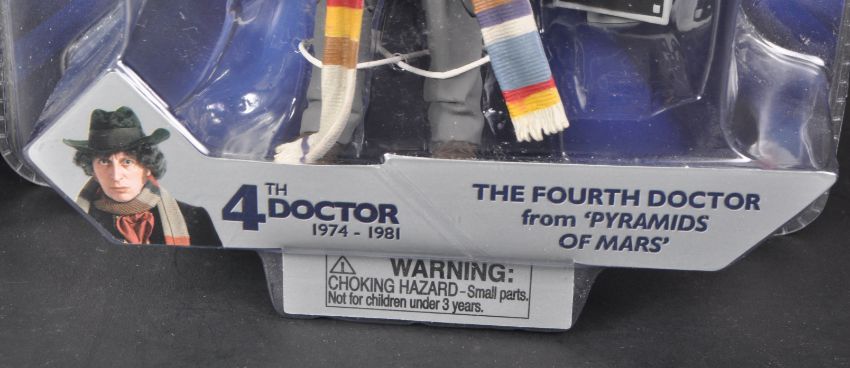 4TH DOCTOR
1974 - 1981
THE FOURTH DOCTOR
from 'PYRAMIDS
OF MARS'
WARNING:
CHOKING HAZARD - Small parts.
Not for children under 3 years.